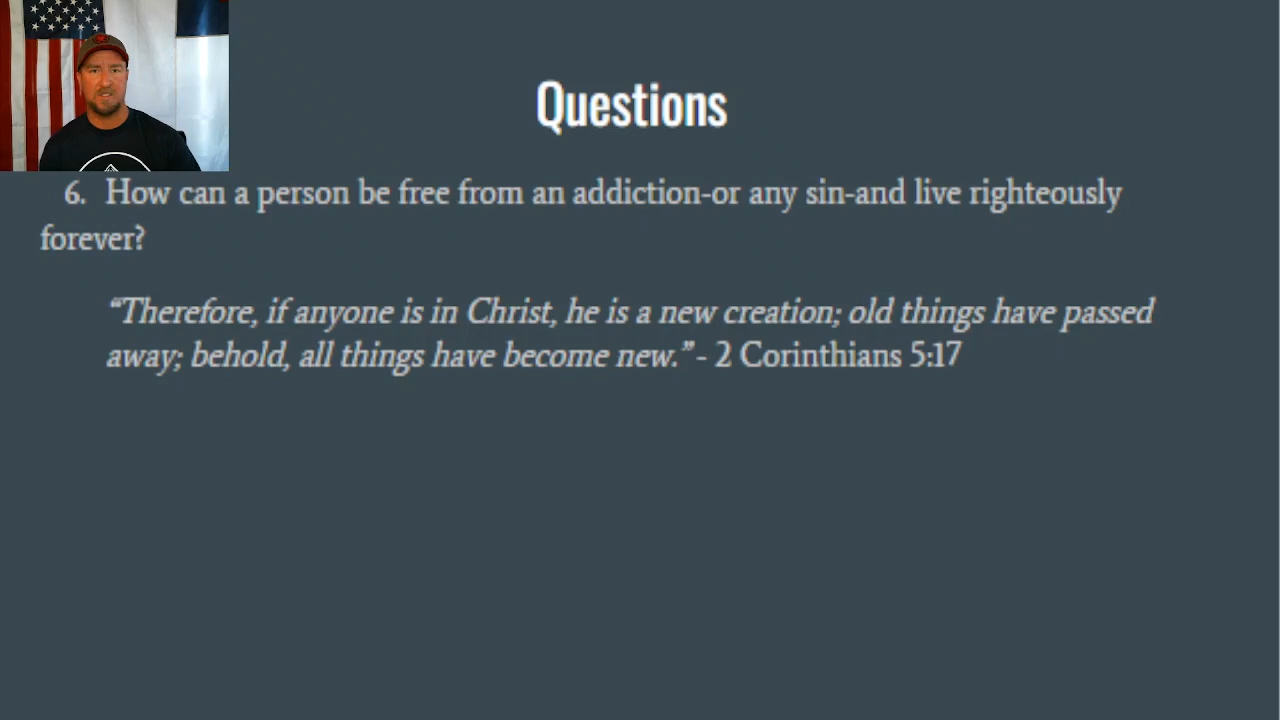 Questions
6. How can a person be free from an addiction-or any sin-and live righteously
forever?
“Therefore, if anyone is in Christ, he is a new creation; old things have passed
away; behold, all things have become new.” - 2 Corinthians 5:17